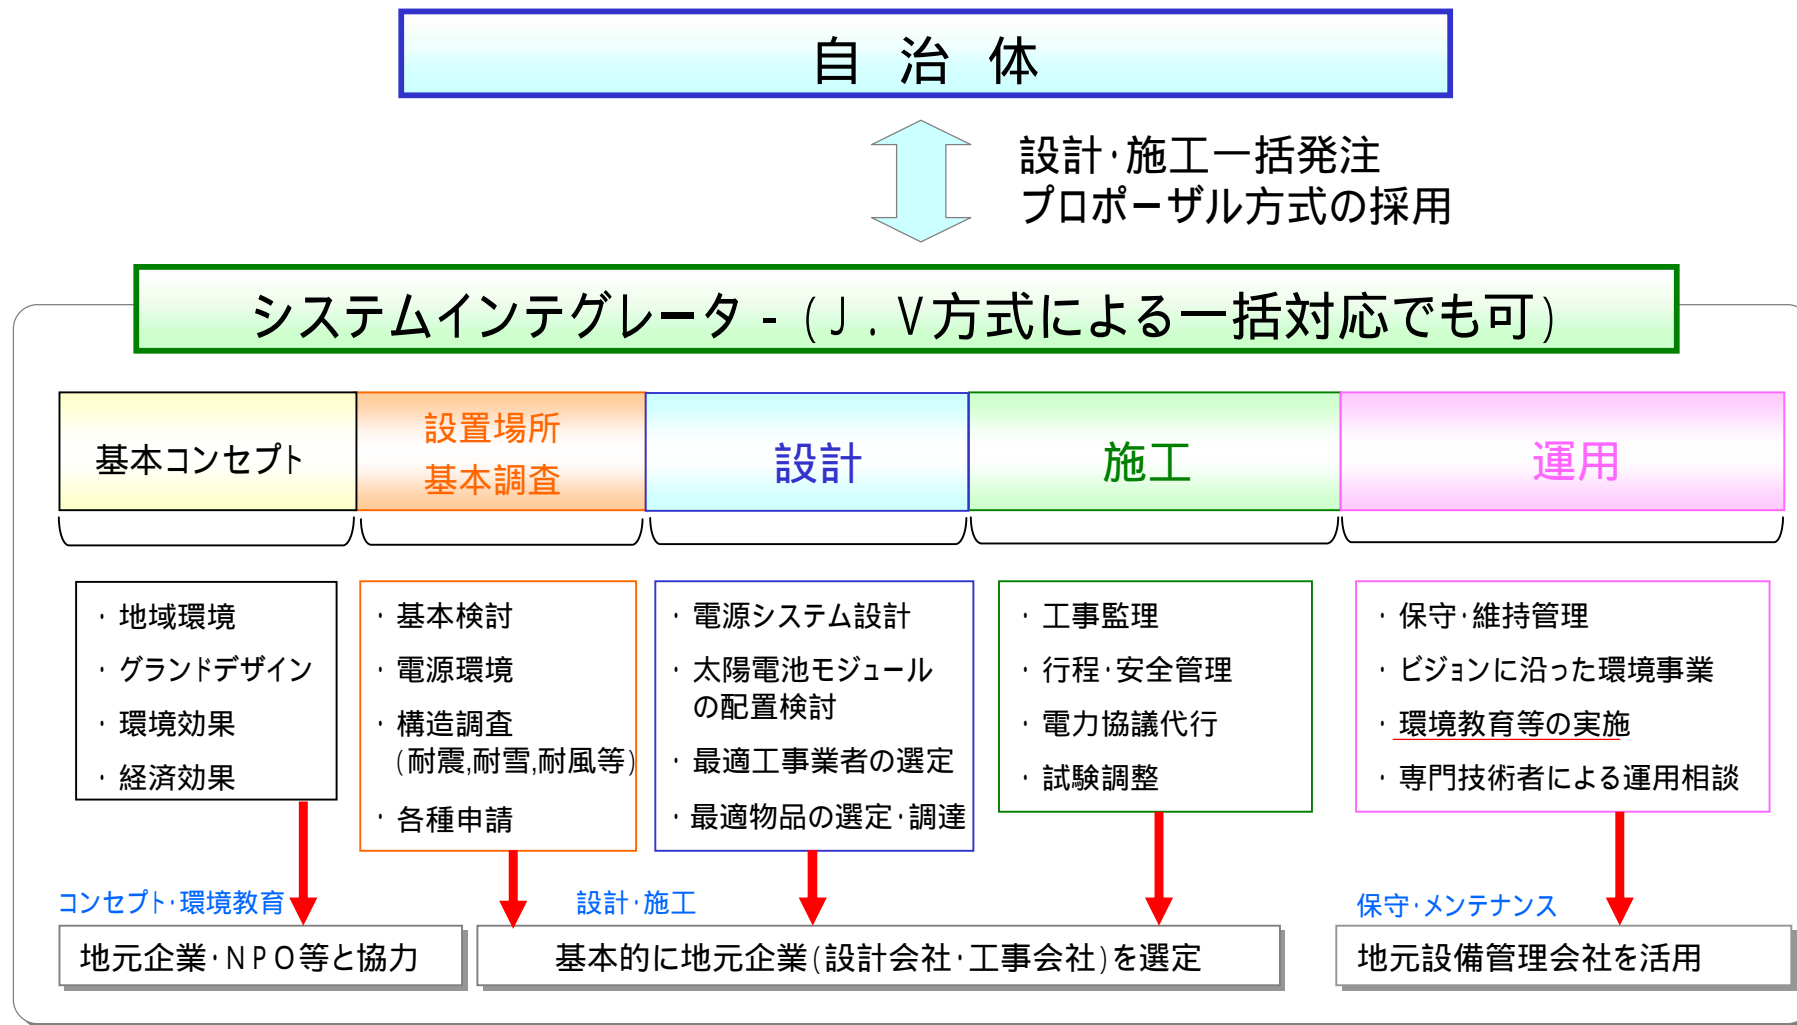 自 治 体
設計・施工一括発注
プロポーザル方式の採用
システムインテグレータ - (Ｊ．Ｖ方式による一括対応でも可)
基本コンセプト
設置場所
基本調査
設計
施工
運用
・地域環境
・グランドデザイン
・環境効果
・経済効果
・基本検討
・電源環境
・構造調査
(耐震,耐雪,耐風等)
・各種申請
・電源システム設計
・太陽電池モジュール
の配置検討
・最適工事業者の選定
・最適物品の選定・調達
・工事監理
・行程・安全管理
・電力協議代行
・試験調整
・保守・維持管理
・ビジョンに沿った環境事業
・環境教育等の実施
・専門技術者による運用相談
コンセプト・環境教育
設計・施工
保守・メンテナンス
地元企業・ＮＰＯ等と協力
基本的に地元企業(設計会社・工事会社)を選定
地元設備管理会社を活用